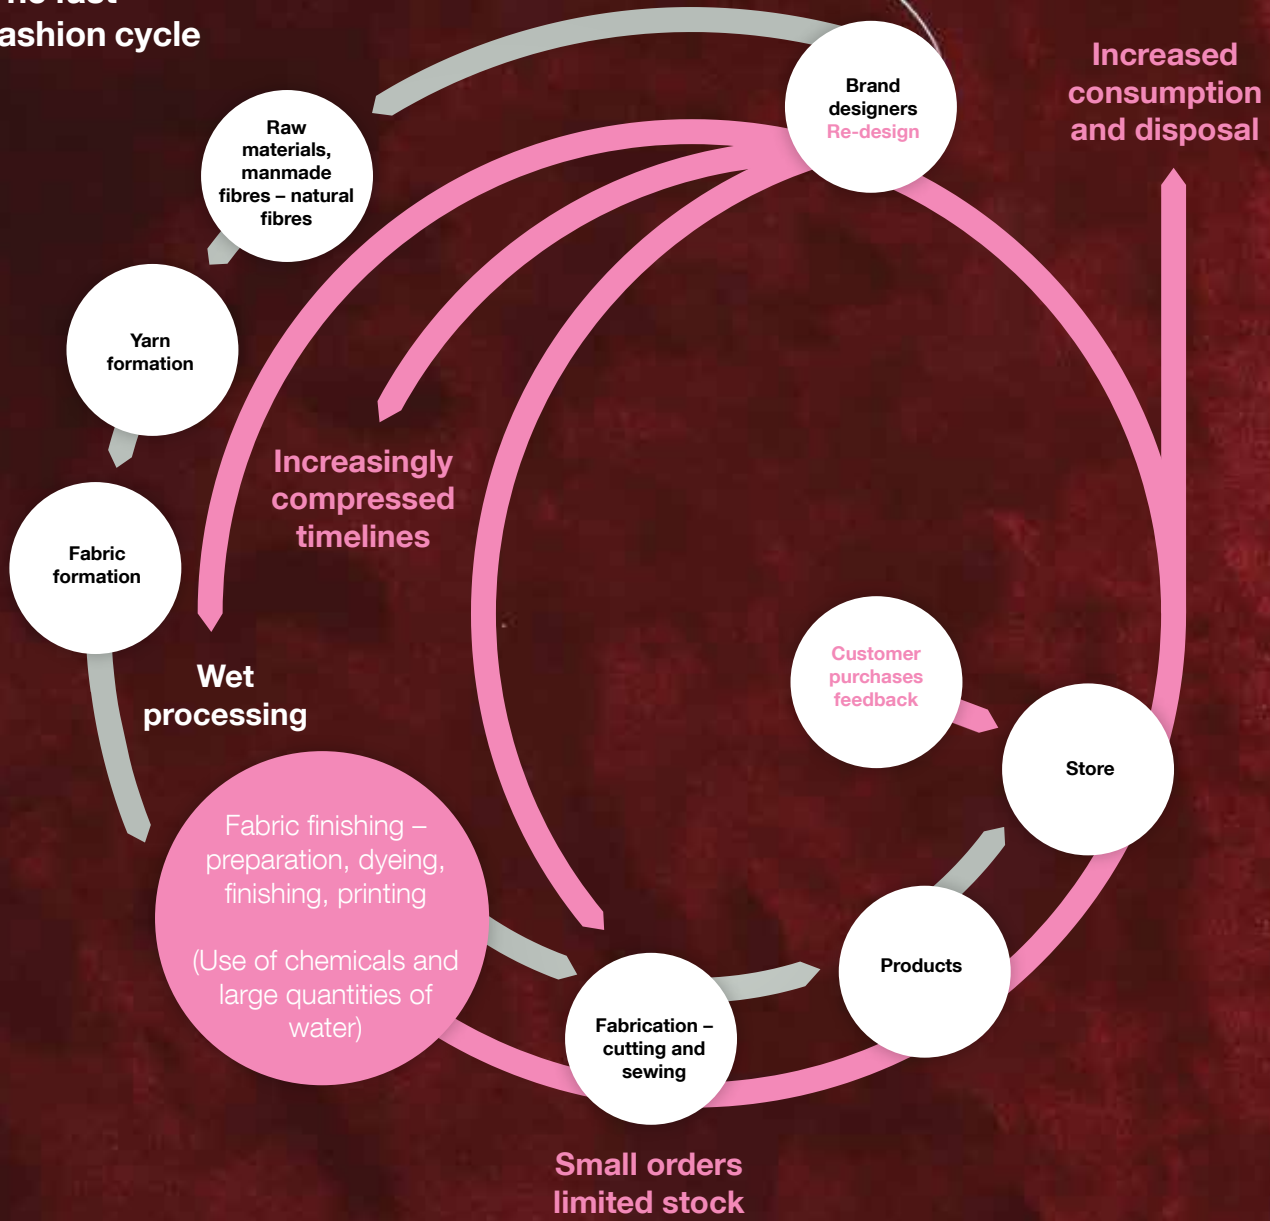 ashion cycle
Increased
consumption
and disposal
Brand
designers
Re-design
Raw
materials,
manmade
fibres – natural
fibres
Yarn
formation
Increasingly
compressed
timelines
Fabric
formation
Wet
processing
Customer
purchases
feedback
Store
Fabric finishing –
preparation, dyeing,
finishing, printing
(Use of chemicals and
large quantities of
water)
Products
Fabrication –
cutting and
sewing
Small orders
limited stock